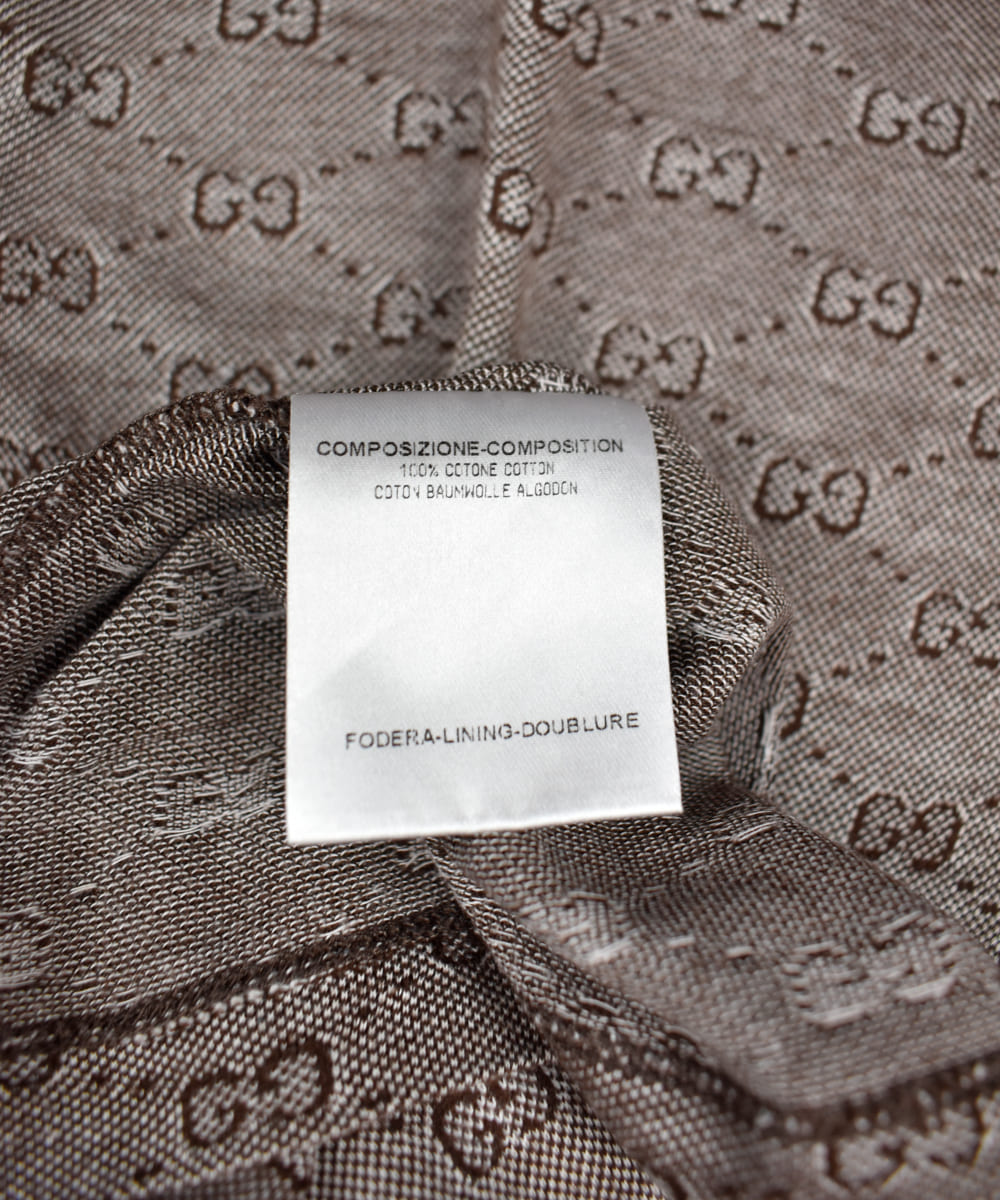 COMPOSIZIONE-COMPOSITION
100% COTONE COTTON
COTON BAUMWOLLE ALGODON
FODERA-LINING-DOUBLURE